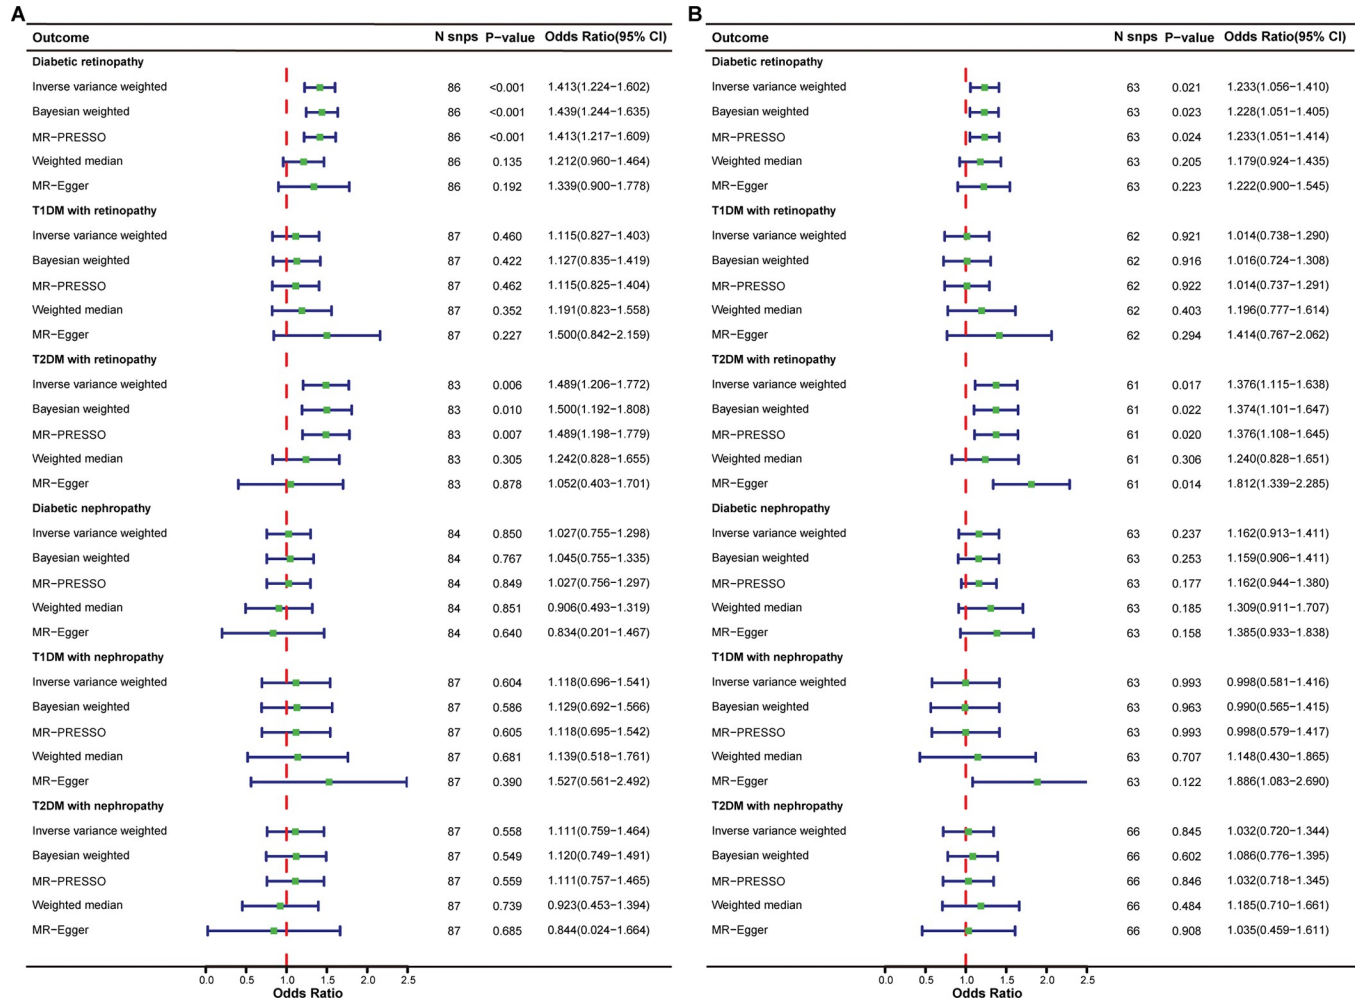 A
Outcome N snps P−value Odds Ratio(95% CI)
Diabetic retinopathy
Inverse variance weighted 86 <0.001 1.413(1.224−1.602)
Bayesian weighted 86 <0.001 1.439(1.244−1.635)
MR−PRESSO 86 <0.001 1.413(1.217−1.609)
Weighted median 86 0.135 1.212(0.960−1.464)
MR−Egger 86 0.192 1.339(0.900−1.778)
T1DM with retinopathy
Inverse variance weighted 87 0.460 1.115(0.827−1.403)
Bayesian weighted 87 0.422 1.127(0.835−1.419)
MR−PRESSO 87 0.462 1.115(0.825−1.404)
Weighted median 87 0.352 1.191(0.823−1.558)
MR−Egger 87 0.227 1.500(0.842−2.159)
T2DM with retinopathy
Inverse variance weighted 83 0.006 1.489(1.206−1.772)
Bayesian weighted 83 0.010 1.500(1.192−1.808)
MR−PRESSO 83 0.007 1.489(1.198−1.779)
Weighted median 83 0.305 1.242(0.828−1.655)
MR−Egger 83 0.878 1.052(0.403−1.701)
Diabetic nephropathy
Inverse variance weighted 84 0.850 1.027(0.755−1.298)
Bayesian weighted 84 0.767 1.045(0.755−1.335)
MR−PRESSO 84 0.849 1.027(0.756−1.297)
Weighted median 84 0.851 0.906(0.493−1.319)
MR−Egger 84 0.640 0.834(0.201−1.467)
T1DM with nephropathy
Inverse variance weighted 87 0.604 1.118(0.696−1.541)
Bayesian weighted 87 0.586 1.129(0.692−1.566)
MR−PRESSO 87 0.605 1.118(0.695−1.542)
Weighted median 87 0.681 1.139(0.518−1.761)
MR−Egger 87 0.390 1.527(0.561−2.492)
T2DM with nephropathy
Inverse variance weighted 87 0.558 1.111(0.759−1.464)
Bayesian weighted 87 0.549 1.120(0.749−1.491)
MR−PRESSO 87 0.559 1.111(0.757−1.465)
Weighted median 87 0.739 0.923(0.453−1.394)
MR−Egger 87 0.685 0.844(0.024−1.664)
0.0 0.5 1.0 1.5 2.0 2.5
Odds Ratio
B
Outcome N snps P−value Odds Ratio(95% CI)
Diabetic retinopathy
Inverse variance weighted 63 0.021 1.233(1.056−1.410)
Bayesian weighted 63 0.023 1.228(1.051−1.405)
MR−PRESSO 63 0.024 1.233(1.051−1.414)
Weighted median 63 0.205 1.179(0.924−1.435)
MR−Egger 63 0.223 1.222(0.900−1.545)
T1DM with retinopathy
Inverse variance weighted 62 0.921 1.014(0.738−1.290)
Bayesian weighted 62 0.916 1.016(0.724−1.308)
MR−PRESSO 62 0.922 1.014(0.737−1.291)
Weighted median 62 0.403 1.196(0.777−1.614)
MR−Egger 62 0.294 1.414(0.767−2.062)
T2DM with retinopathy
Inverse variance weighted 61 0.017 1.376(1.115−1.638)
Bayesian weighted 61 0.022 1.374(1.101−1.647)
MR−PRESSO 61 0.020 1.376(1.108−1.645)
Weighted median 61 0.306 1.240(0.828−1.651)
MR−Egger 61 0.014 1.812(1.339−2.285)
Diabetic nephropathy
Inverse variance weighted 63 0.237 1.162(0.913−1.411)
Bayesian weighted 63 0.253 1.159(0.906−1.411)
MR−PRESSO 63 0.177 1.162(0.944−1.380)
Weighted median 63 0.185 1.309(0.911−1.707)
MR−Egger 63 0.158 1.385(0.933−1.838)
T1DM with nephropathy
Inverse variance weighted 63 0.993 0.998(0.581−1.416)
Bayesian weighted 63 0.963 0.990(0.565−1.415)
MR−PRESSO 63 0.993 0.998(0.579−1.417)
Weighted median 63 0.707 1.148(0.430−1.865)
MR−Egger 63 0.122 1.886(1.083−2.690)
T2DM with nephropathy
Inverse variance weighted 66 0.845 1.032(0.720−1.344)
Bayesian weighted 66 0.602 1.086(0.776−1.395)
MR−PRESSO 66 0.846 1.032(0.718−1.345)
Weighted median 66 0.484 1.185(0.710−1.661)
MR−Egger 66 0.908 1.035(0.459−1.611)
0.0 0.5 1.0 1.5 2.0 2.5
Odds Ratio